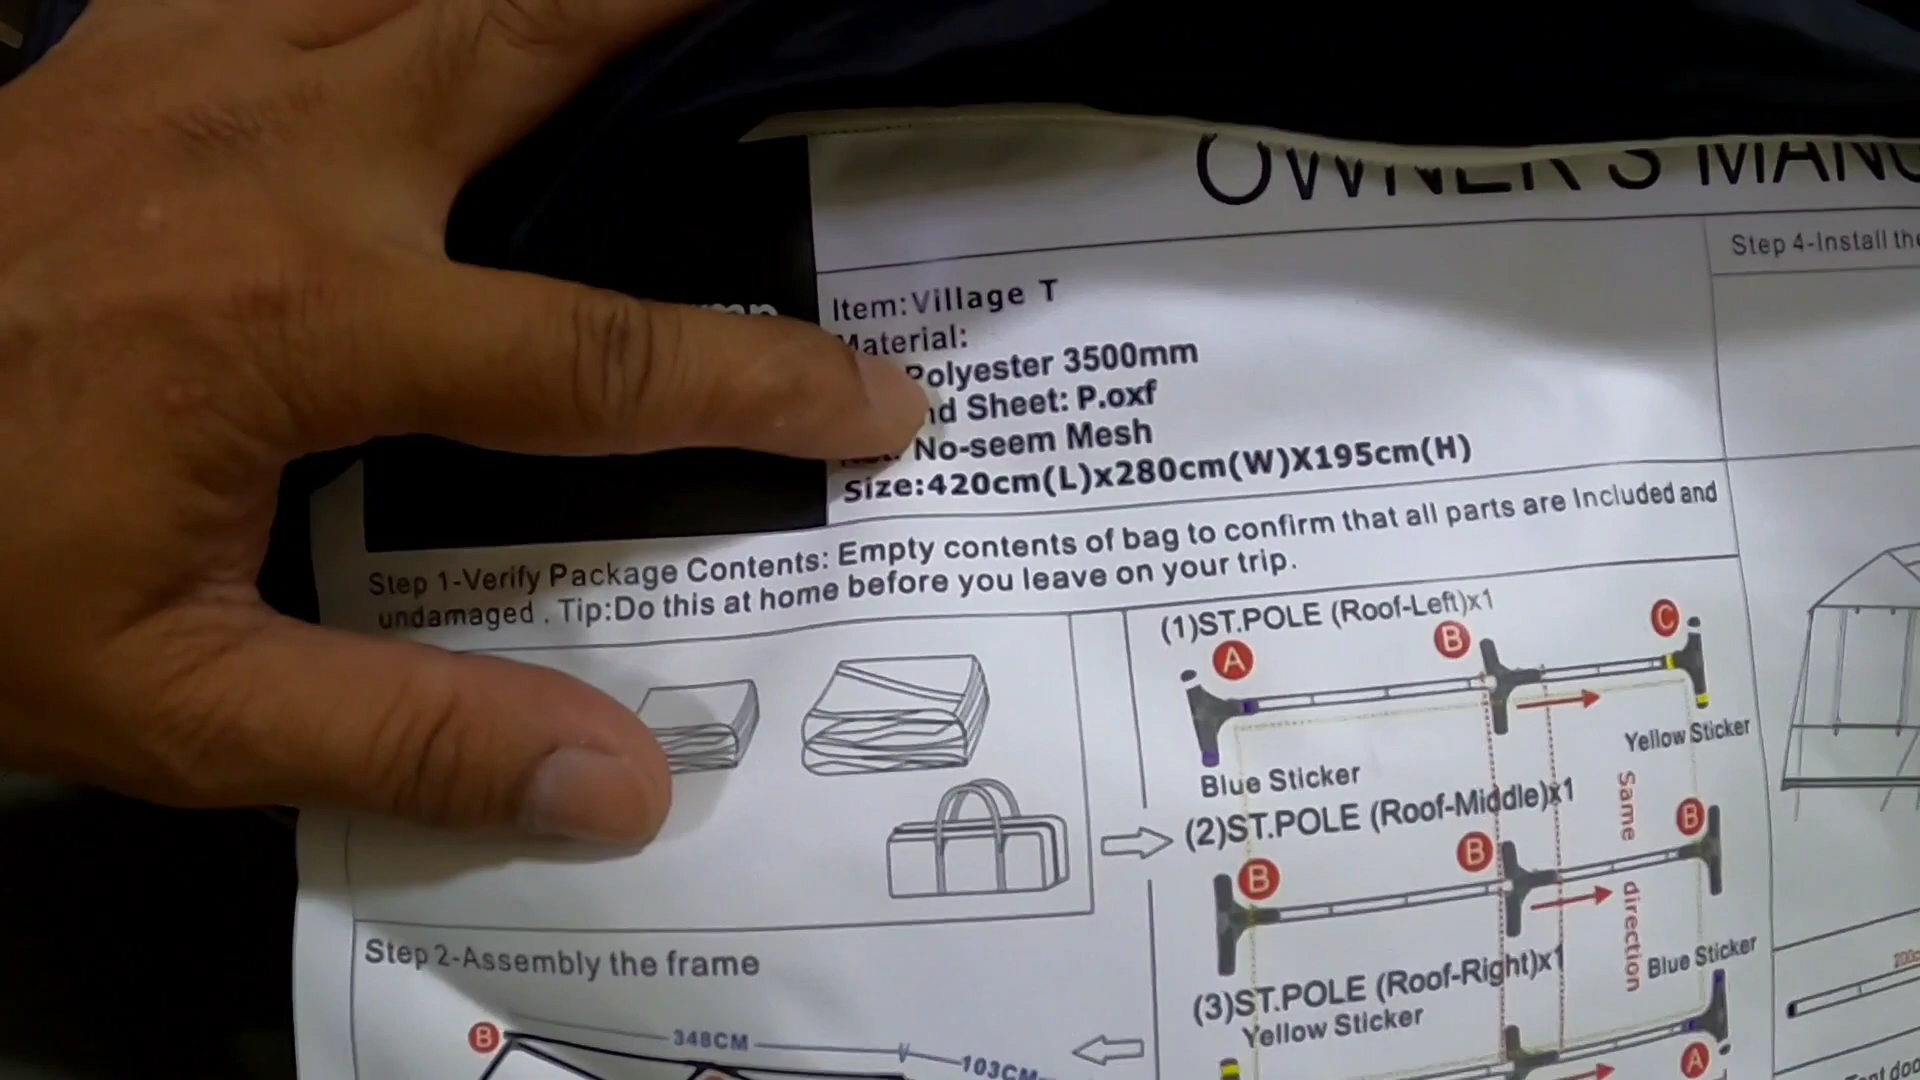 OWNER'S
Item:Village T
Material:
Polyester 3500mm
Sheet: P.oxf
No-seem Mesh
Size:420cm(L)x280cm(W)X195cm(H)
Step 1-Verify Package Contents: Empty contents of bag to confirm that all parts are Included and
undamaged . Tip:Do this at home before you leave on your trip.
(1)ST.POLE (Roof-Left)x1
A
B
C
Blue Sticker
Yellow Sticker
(2)ST.POLE (Roof-Middle)x1
B
B
B
Same
direction
(3)ST.POLE (Roof-Right)x1
Yellow Sticker
Blue Sticker
A
Step 2-Assembly the frame
B
348CM
103CM
Step 4-Install